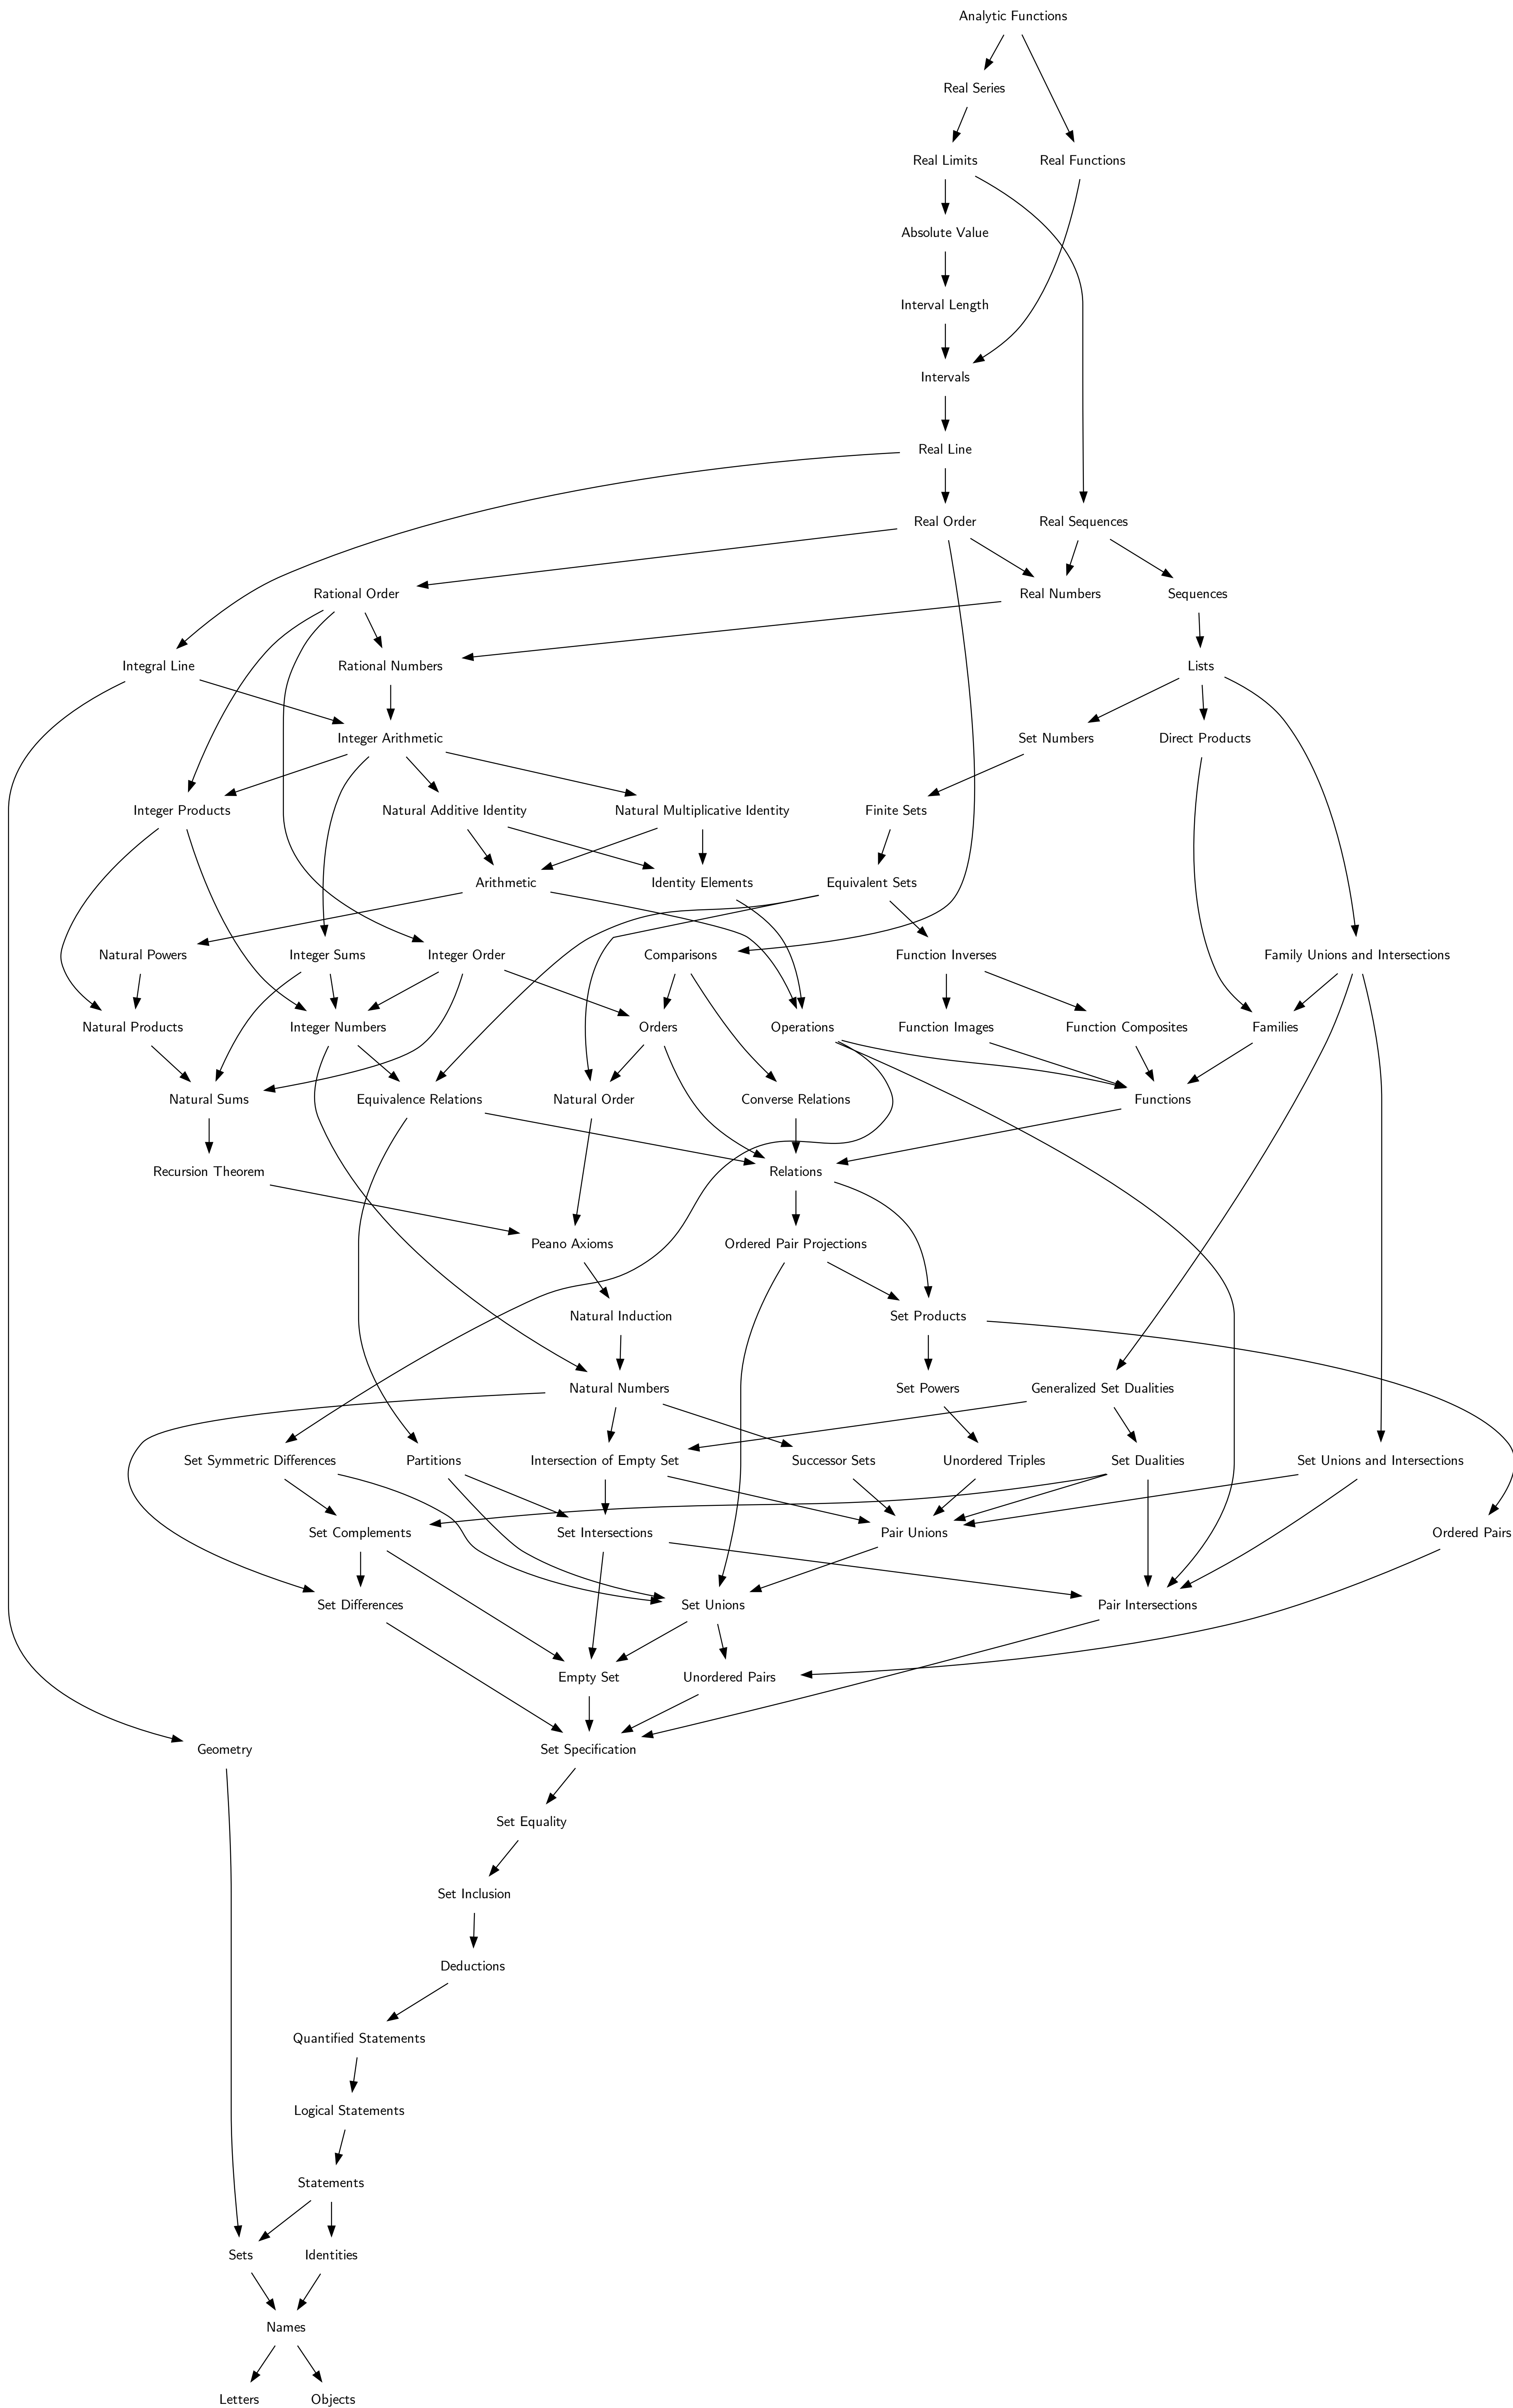 Analytic Functions
Real Series
Real Limits
Real Functions
Absolute Value
Interval Length
Intervals
Real Line
Real Order
Real Sequences
Rational Order
Real Numbers
Sequences
Integral Line
Rational Numbers
Lists
Integer Arithmetic
Set Numbers
Direct Products
Integer Products
Natural Additive Identity
Natural Multiplicative Identity
Finite Sets
Arithmetic
Identity Elements
Equivalent Sets
Natural Powers
Integer Sums
Integer Order
Comparisons
Function Inverses
Family Unions and Intersections
Natural Products
Integer Numbers
Orders
Operations
Function Images
Function Composites
Families
Natural Sums
Equivalence Relations
Natural Order
Converse Relations
Functions
Recursion Theorem
Relations
Peano Axioms
Ordered Pair Projections
Natural Induction
Set Products
Natural Numbers
Set Powers
Generalized Set Dualities
Set Symmetric Differences
Partitions
Intersection of Empty Set
Successor Sets
Unordered Triples
Set Dualities
Set Unions and Intersections
Set Complements
Set Intersections
Pair Unions
Ordered Pairs
Set Differences
Set Unions
Pair Intersections
Empty Set
Unordered Pairs
Geometry
Set Specification
Set Equality
Set Inclusion
Deductions
Quantified Statements
Logical Statements
Statements
Sets
Identities
Names
Letters
Objects